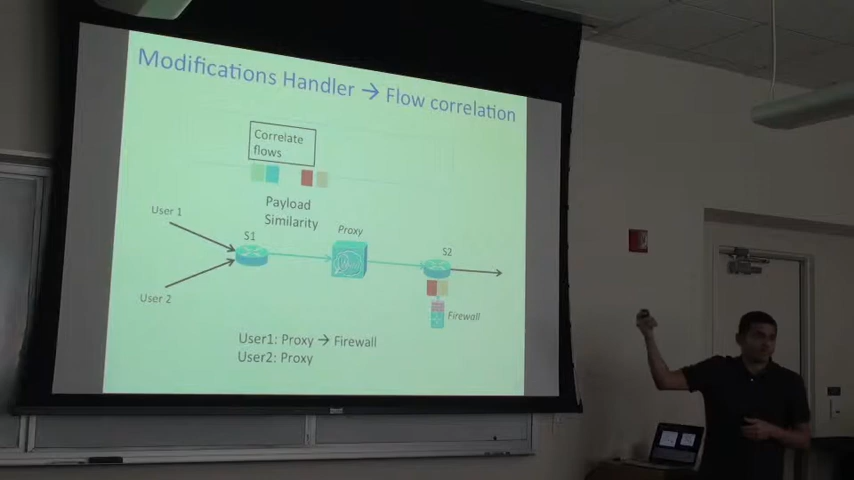 Modifications Handler → Flow correlation
Correlate
flows
Payload
Similarity
User 1
S1
Proxy
S2
User 2
Firewall
User1: Proxy → Firewall
User2: Proxy